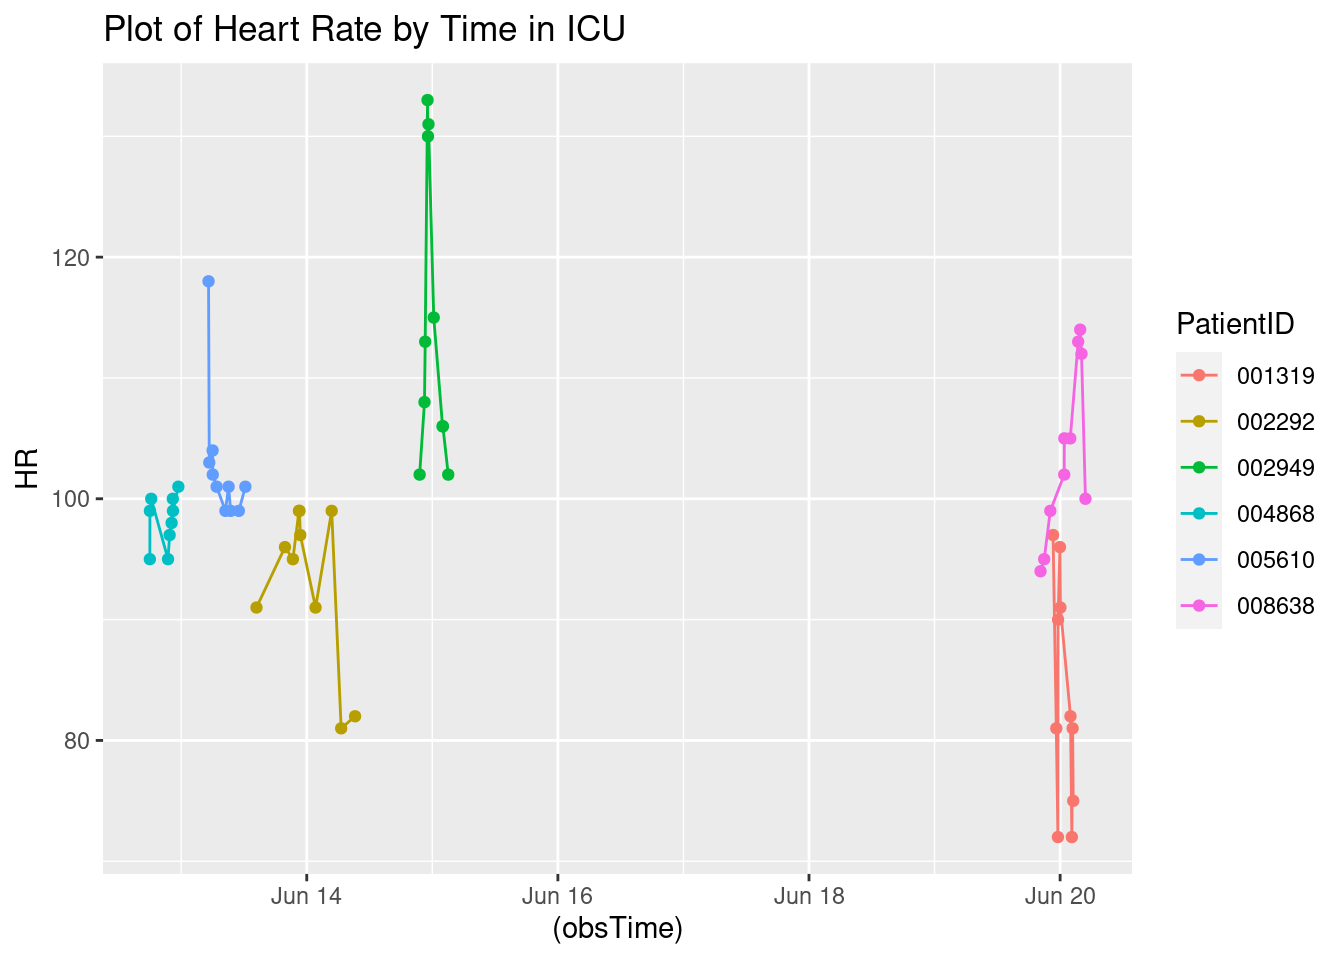 Plot of Heart Rate by Time in ICU
HR
120
100
80
Jun 14
Jun 16
Jun 18
Jun 20
(obsTime)
PatientID
001319
002292
002949
004868
005610
008638